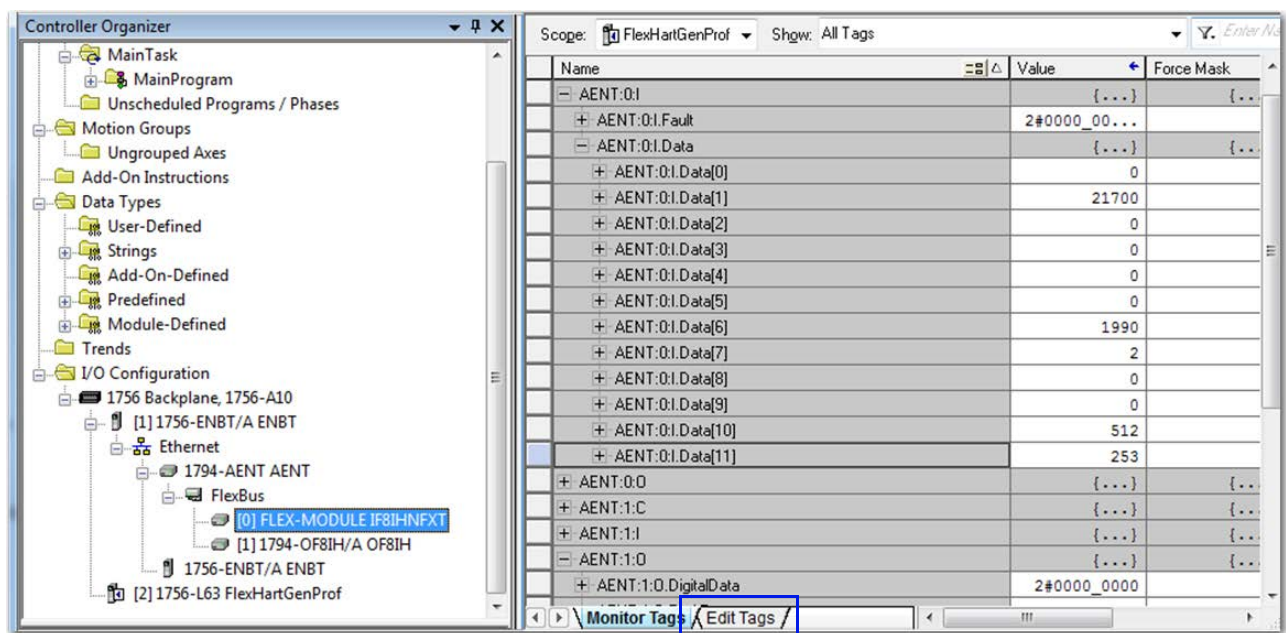 Controller Organizer
MainTask
MainProgram
Unscheduled Programs / Phases
Motion Groups
Ungrouped Axes
Add-On Instructions
Data Types
User-Defined
Strings
Add-On-Defined
Predefined
Module-Defined
Trends
I/O Configuration
1756 Backplane, 1756-A10
[1] 1756-ENBT/A ENBT
Ethernet
1794-AENT AENT
FlexBus
[0] FLEX-MODULE IF8IHNFXT
[1] 1794-OF8IH/A OF8IH
1756-ENBT/A ENBT
[2] 1756-L63 FlexHartGenProf
Scope: FlexHartGenProf Show: All Tags Enter Na
Name Value Force Mask
AENT:0:I {...} {...
AENT:0:I.Fault 2#0000_00...
AENT:0:I.Data {...} {...
AENT:0:I.Data[0] 0
AENT:0:I.Data[1] 21700
AENT:0:I.Data[2] 0
AENT:0:I.Data[3] 0
AENT:0:I.Data[4] 0
AENT:0:I.Data[5] 0
AENT:0:I.Data[6] 1990
AENT:0:I.Data[7] 2
AENT:0:I.Data[8] 0
AENT:0:I.Data[9] 0
AENT:0:I.Data[10] 512
AENT:0:I.Data[11] 253
AENT:0:O {...} {...
AENT:1:C {...} {...
AENT:1:I {...} {...
AENT:1:O {...} {...
AENT:1:O.DigitalData 2#0000_0000
Monitor Tags Edit Tags